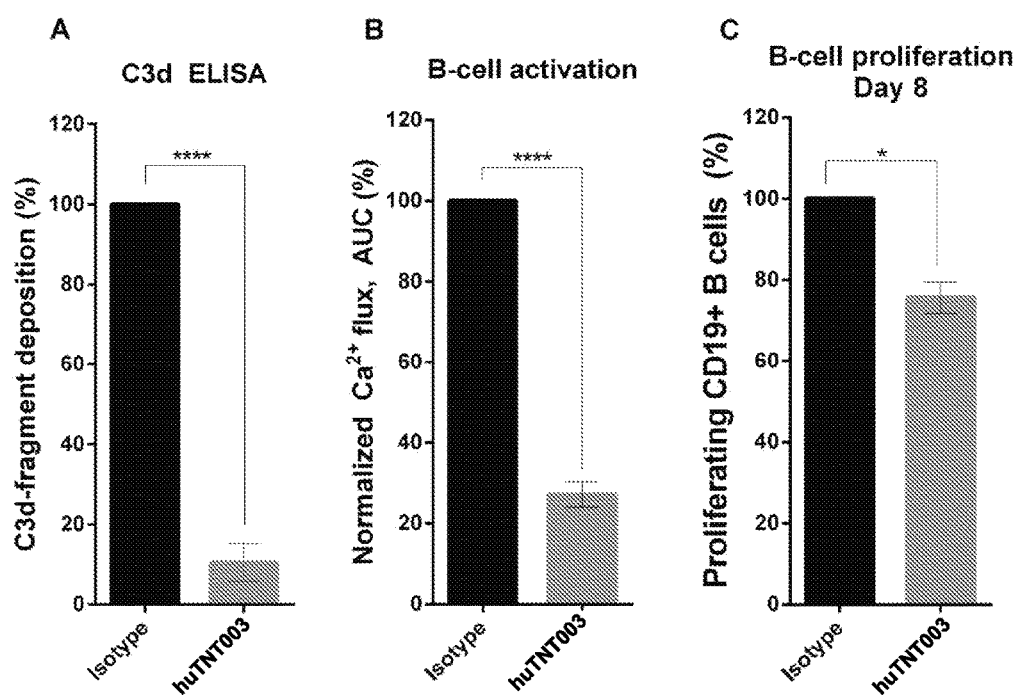 A
C3d ELISA
C3d-fragment deposition (%)
120
100
80
60
40
20
0
****
Isotype
huTNT003
B
B-cell activation
Normalized Ca²⁺ flux, AUC (%)
120
100
80
60
40
20
0
****
Isotype
huTNT003
C
B-cell proliferation
Day 8
Proliferating CD19+ B cells (%)
120
100
80
60
40
20
0
*
Isotype
huTNT003